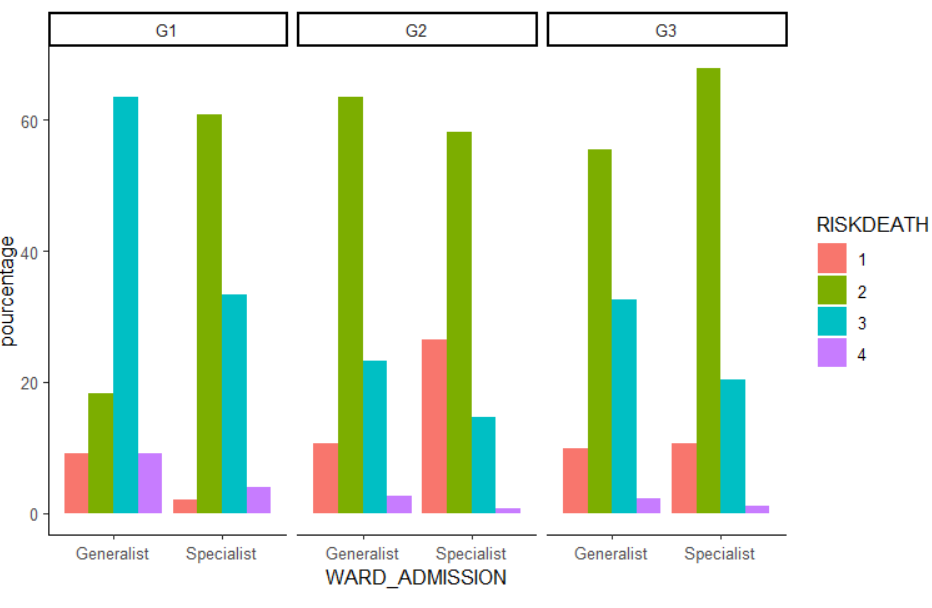 G1 G2 G3
60
40
20
0
pourcentage
Generalist Specialist Generalist Specialist Generalist Specialist
WARD_ADMISSION
RISKDEATH
1
2
3
4